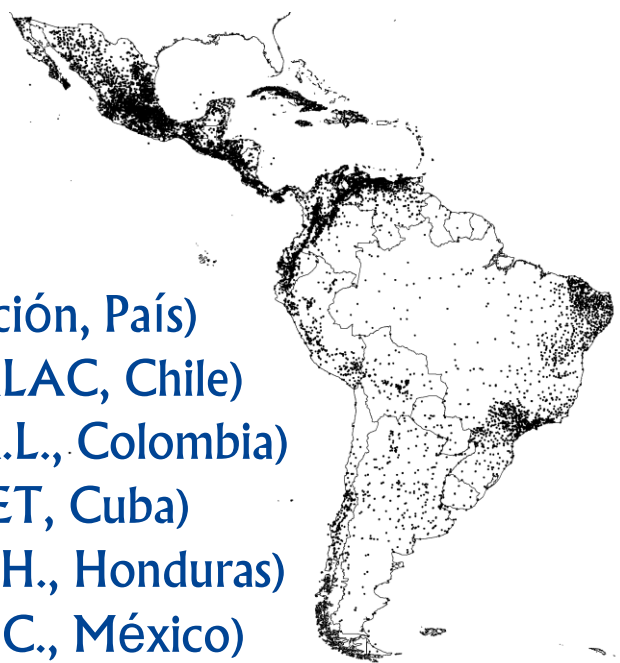 ción, País)
LAC, Chile)
.L., Colombia)
ET, Cuba)
H., Honduras)
C., México)